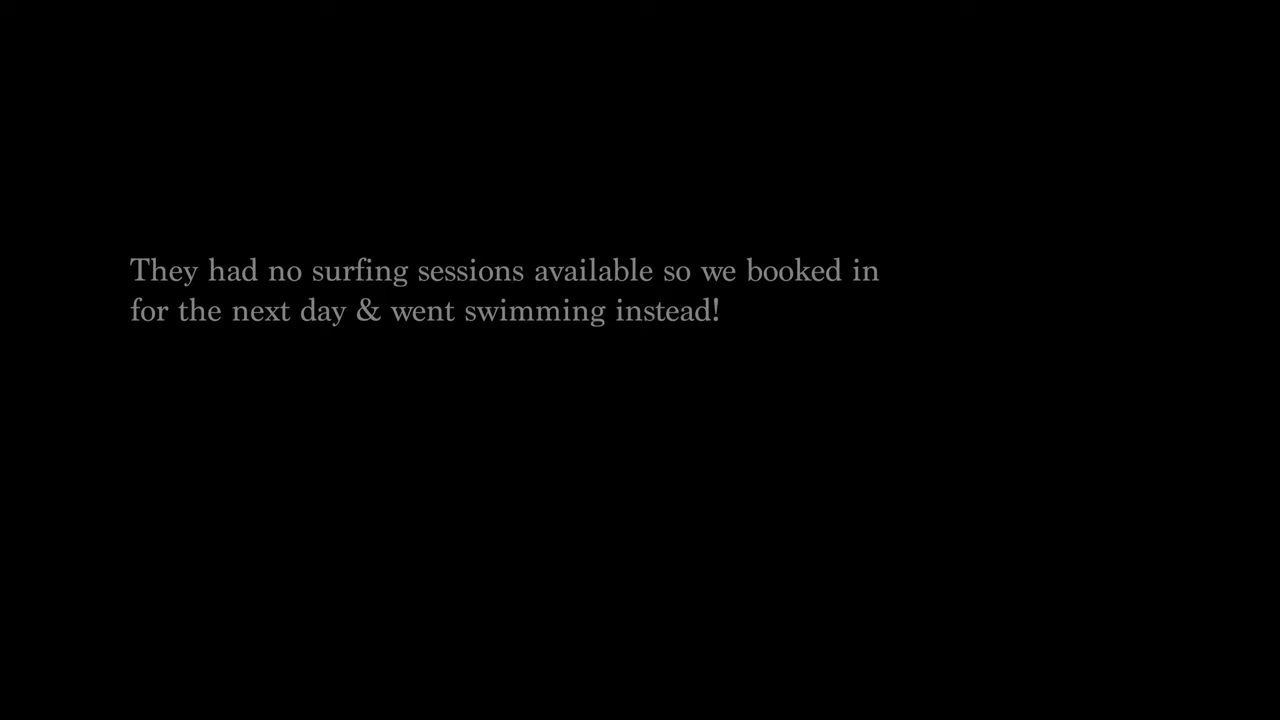 They had no surfing sessions available so we booked in
for the next day & went swimming instead!